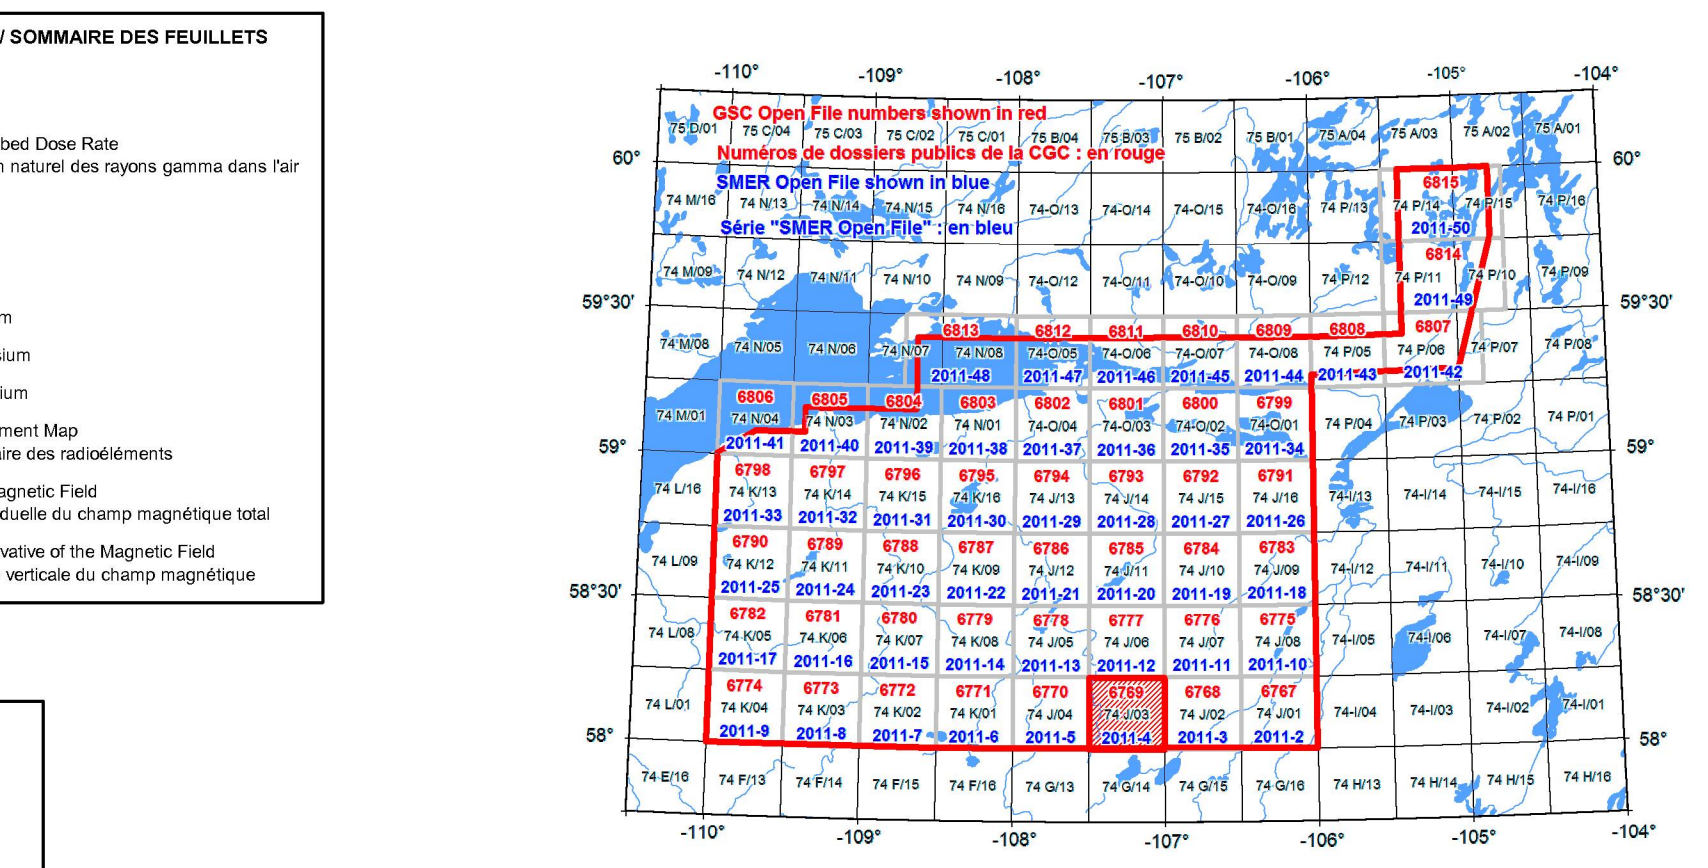 / SOMMAIRE DES FEUILLETS
bed Dose Rate
n naturel des rayons gamma dans l'air
m
sium
ium
ment Map
aire des radioéléments
agnetic Field
duelle du champ magnétique total
vative of the Magnetic Field
verticale du champ magnétique
-110° -109° -108° -107° -106° -105° -104°
GSC Open File numbers shown in red
75 D/01 75 C/04 75 C/03 75 C/02 75 C/01 75 B/04 75 B/03 75 B/02 75 B/01 75 A/04 75 A/03 75 A/02 75 A/01
Numéros de dossiers publics de la CGC : en rouge
60° 60°
SMER Open File shown in blue
6815
74 M/16 74 N/13 74 N/14 74 N/15 74 N/16 74-O/13 74-O/14 74-O/15 74-O/16 74 P/13 74 P/14 74 P/15 74 P/16
Série "SMER Open File" : en bleu
2011-50
6814
74 M/09 74 N/12 74 N/11 74 N/10 74 N/09 74-O/12 74-O/11 74-O/10 74-O/09 74 P/12 74 P/11 74 P/10 74 P/09
2011-49
59°30' 59°30'
6813 6812 6811 6810 6809 6808 6807
74 M/08 74 N/05 74 N/06 74 N/07 74 N/08 74-O/05 74-O/06 74-O/07 74-O/08 74 P/05 74 P/06 74 P/07 74 P/08
2011-48 2011-47 2011-46 2011-45 2011-44 2011-43 2011-42
6806 6805 6804 6803 6802 6801 6800 6799
74 M/01 74 N/04 74 N/03 74 N/02 74 N/01 74-O/04 74-O/03 74-O/02 74-O/01 74 P/04 74 P/03 74 P/02 74 P/01
2011-41 2011-40 2011-39 2011-38 2011-37 2011-36 2011-35 2011-34
59° 59°
6798 6797 6796 6795 6794 6793 6792 6791
74 L/16 74 K/13 74 K/14 74 K/15 74 K/16 74 J/13 74 J/14 74 J/15 74 J/16 74-I/13 74-I/14 74-I/15 74-I/16
2011-33 2011-32 2011-31 2011-30 2011-29 2011-28 2011-27 2011-26
6790 6789 6788 6787 6786 6785 6784 6783
74 L/09 74 K/12 74 K/11 74 K/10 74 K/09 74 J/12 74 J/11 74 J/10 74 J/09 74-I/12 74-I/11 74-I/10 74-I/09
2011-25 2011-24 2011-23 2011-22 2011-21 2011-20 2011-19 2011-18
58°30' 58°30'
6782 6781 6780 6779 6778 6777 6776 6775
74 L/08 74 K/05 74 K/06 74 K/07 74 K/08 74 J/05 74 J/06 74 J/07 74 J/08 74-I/05 74-I/06 74-I/07 74-I/08
2011-17 2011-16 2011-15 2011-14 2011-13 2011-12 2011-11 2011-10
6774 6773 6772 6771 6770 6769 6768 6767
74 L/01 74 K/04 74 K/03 74 K/02 74 K/01 74 J/04 74 J/03 74 J/02 74 J/01 74-I/04 74-I/03 74-I/02 74-I/01
2011-9 2011-8 2011-7 2011-6 2011-5 2011-4 2011-3 2011-2
58° 58°
74 E/16 74 F/13 74 F/14 74 F/15 74 F/16 74 G/13 74 G/14 74 G/15 74 G/16 74 H/13 74 H/14 74 H/15 74 H/16
-110° -109° -108° -107° -106° -105° -104°